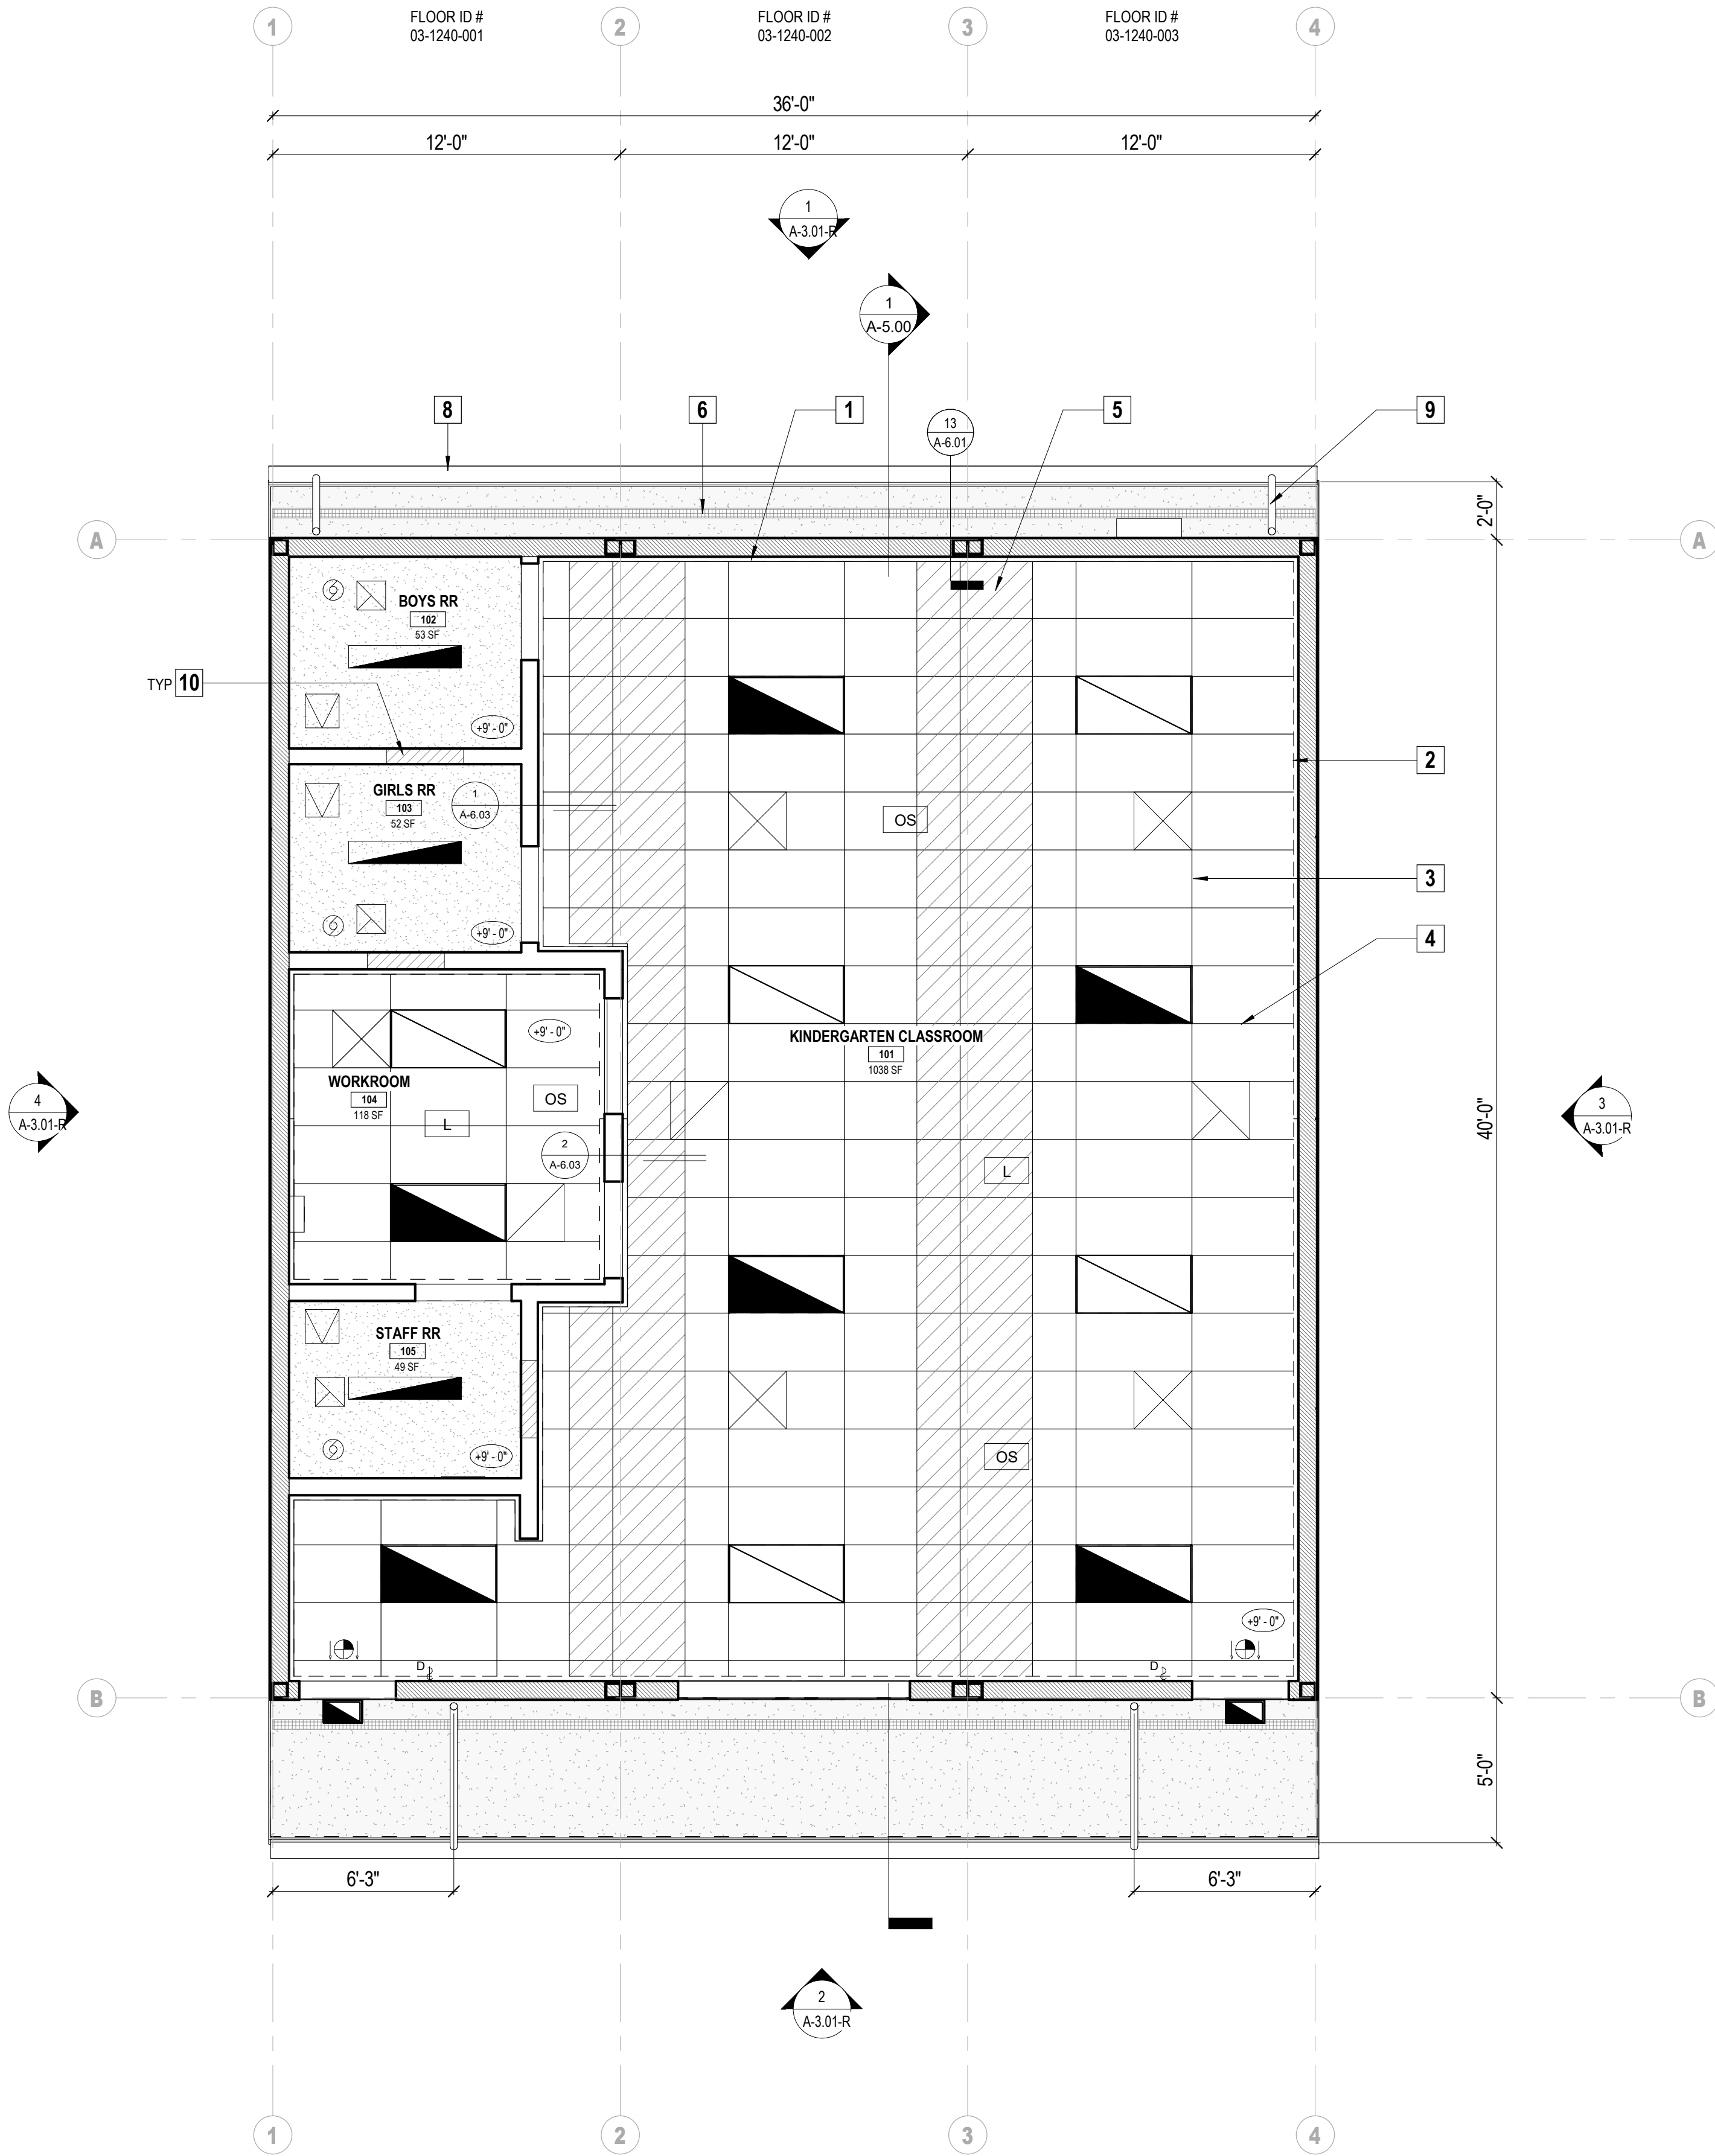 1
FLOOR ID #
03-1240-001
2
FLOOR ID #
03-1240-002
3
FLOOR ID #
03-1240-003
4
36'-0"
12'-0"
12'-0"
12'-0"
1
A-3.01-R
1
A-5.00
8
6
1
13
A-6.01
5
9
2'-0"
A
A
BOYS RR
102
53 SF
TYP 10
+9' - 0"
2
GIRLS RR
103
52 SF
1
A-6.03
OS
3
+9' - 0"
4
+9' - 0"
KINDERGARTEN CLASSROOM
101
1038 SF
WORKROOM
104
118 SF
OS
L
4
A-3.01-R
3
A-3.01-R
40'-0"
2
A-6.03
L
STAFF RR
105
49 SF
+9' - 0"
OS
+9' - 0"
D
D
B
B
5'-0"
6'-3"
6'-3"
2
A-3.01-R
1
2
3
4